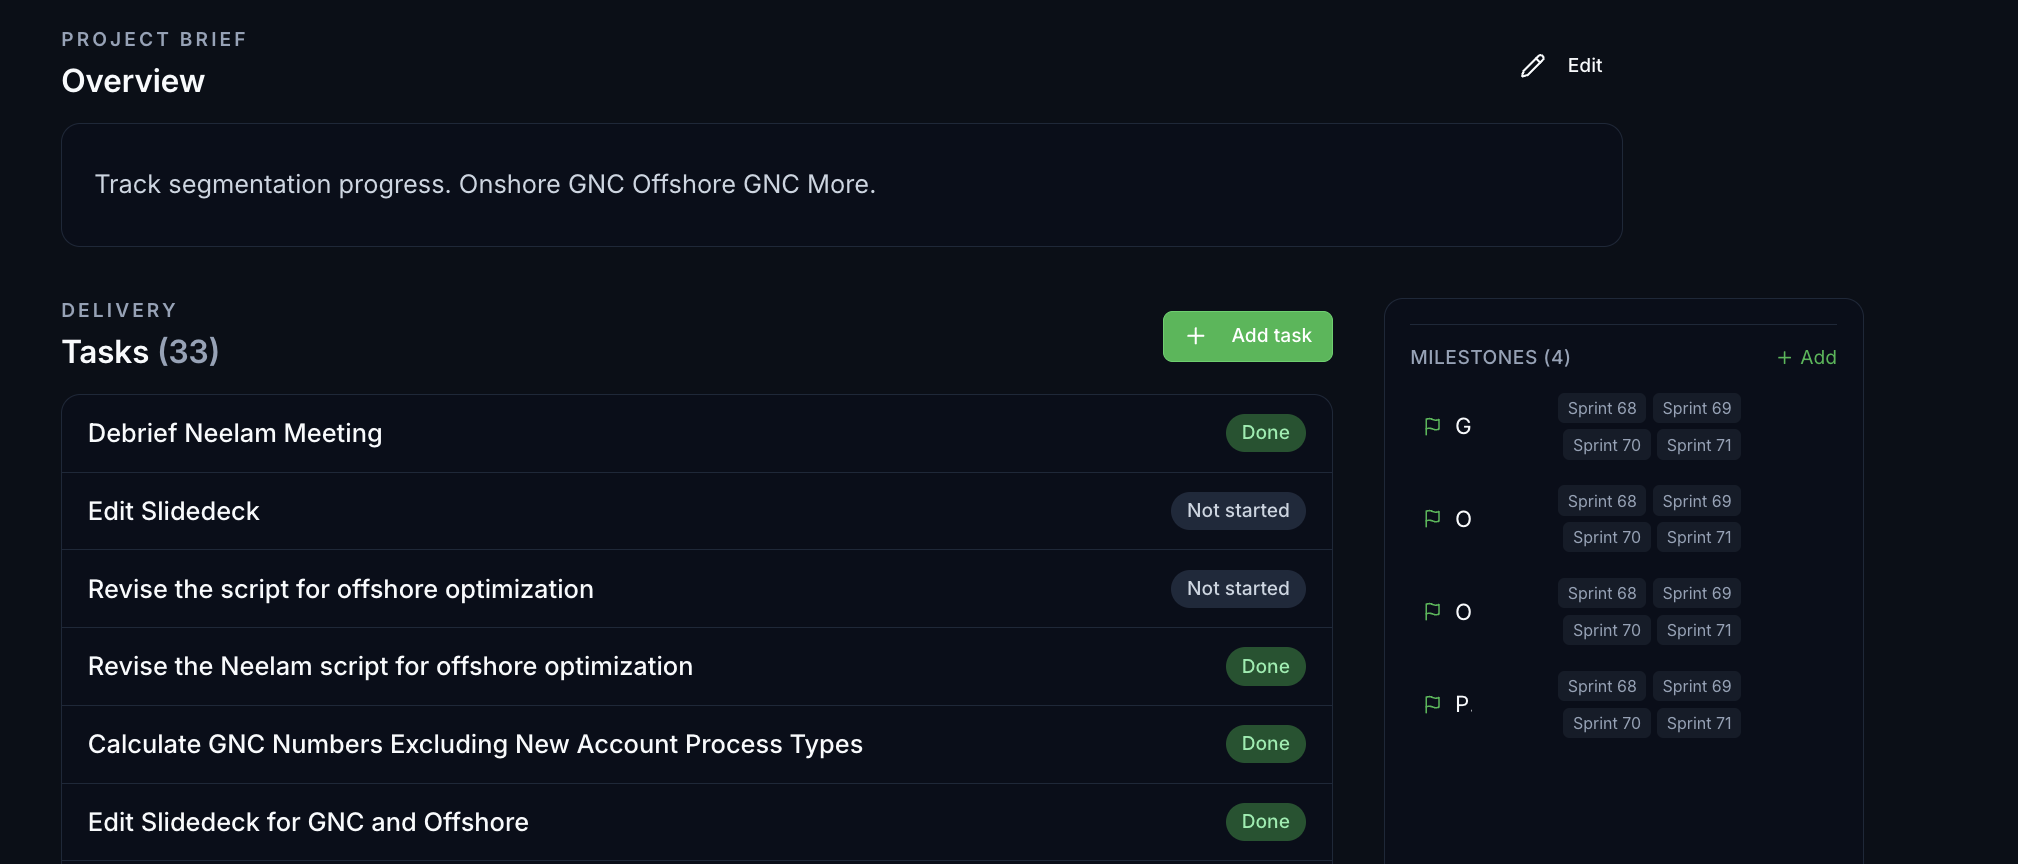 PROJECT BRIEF
Overview
Edit
Track segmentation progress. Onshore GNC Offshore GNC More.
DELIVERY
Tasks (33)
+ Add task
Debrief Neelam Meeting
Done
Edit Slidedeck
Not started
Revise the script for offshore optimization
Not started
Revise the Neelam script for offshore optimization
Done
Calculate GNC Numbers Excluding New Account Process Types
Done
Edit Slidedeck for GNC and Offshore
Done
MILESTONES (4)
+ Add
G
Sprint 68 Sprint 69
Sprint 70 Sprint 71
O
Sprint 68 Sprint 69
Sprint 70 Sprint 71
O
Sprint 68 Sprint 69
Sprint 70 Sprint 71
P.
Sprint 68 Sprint 69
Sprint 70 Sprint 71